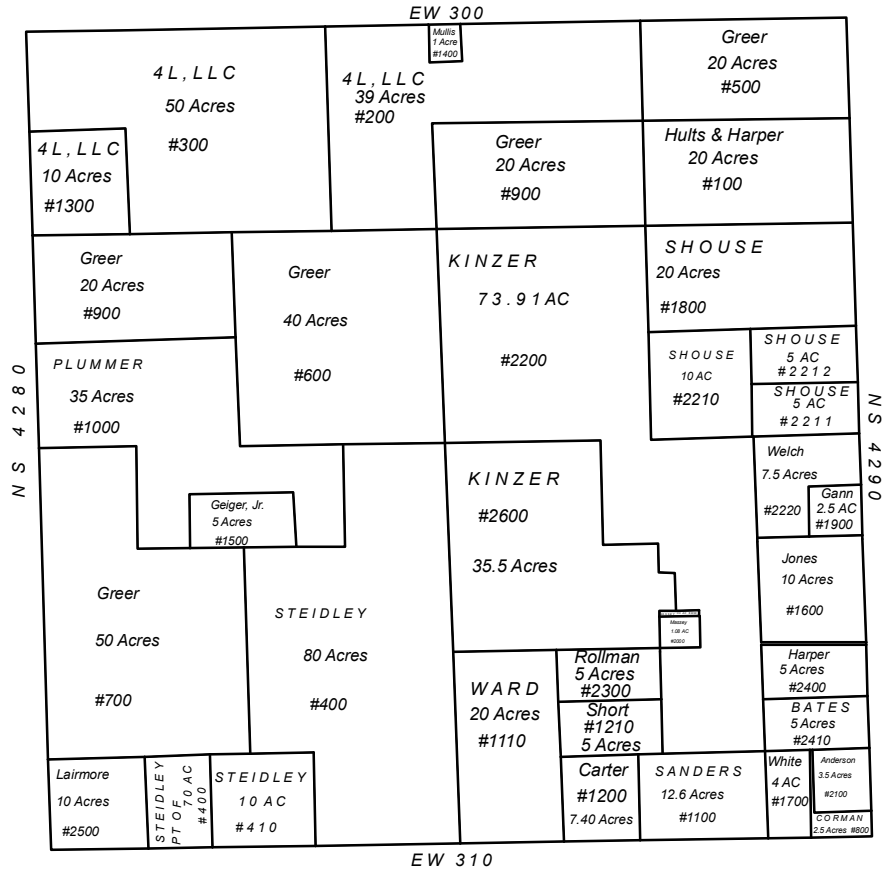 EW 300
Mullis
1 Acre
#1400
4 L , L L C
50 Acres
#300
4 L , L L C
39 Acres
#200
Greer
20 Acres
#500
4 L , L L C
10 Acres
#1300
Greer
20 Acres
#900
Hults & Harper
20 Acres
#100
Greer
20 Acres
#900
Greer
40 Acres
#600
K I N Z E R
7 3 . 9 1 A C
#2200
S H O U S E
20 Acres
#1800
P L U M M E R
35 Acres
#1000
S H O U S E
10 AC
#2210
S H O U S E
5 AC
# 2 2 1 2
S H O U S E
5 AC
# 2 2 1 1
N S 4 2 8 0
N S 4 2 9 0
Geiger, Jr.
5 Acres
#1500
K I N Z E R
#2600
35.5 Acres
Welch
7.5 Acres
#2220
Gann
2.5 AC
#1900
Jones
10 Acres
#1600
Greer
50 Acres
#700
S T E I D L E Y
80 Acres
#400
Massey
1.08 AC
W A R D
20 Acres
#1110
Rollman
5 Acres
#2300
Short
#1210
5 Acres
Harper
5 Acres
#2400
B A T E S
5 Acres
#2410
Lairmore
10 Acres
#2500
S T E I D L E Y
PT OF
70 AC
#400
S T E I D L E Y
1 0 A C
# 4 1 0
Carter
#1200
7.40 Acres
S A N D E R S
12.6 Acres
#1100
White
4 AC
#1700
Anderson
3.5 Acres
#2100
C O R M A N
2.5 Acres #800
EW 310